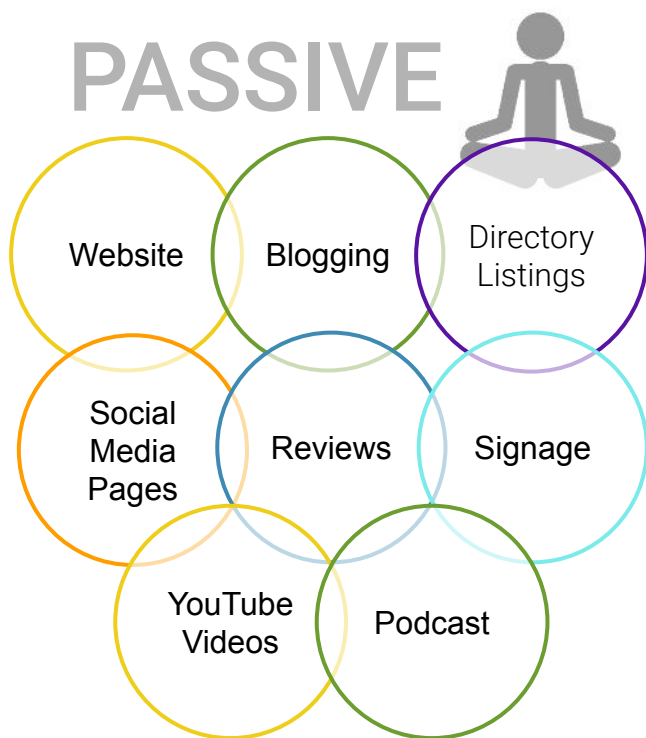 PASSIVE
Website
Blogging
Directory
Listings
Social
Media
Pages
Reviews
Signage
YouTube
Videos
Podcast